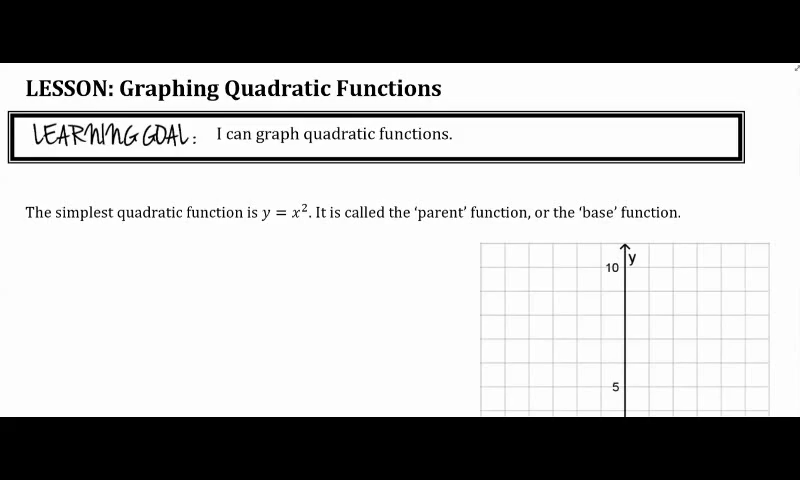 LESSON: Graphing Quadratic Functions
LEARNING GOAL: I can graph quadratic functions.
The simplest quadratic function is y = x². It is called the ‘parent’ function, or the ‘base’ function.
y
10
5